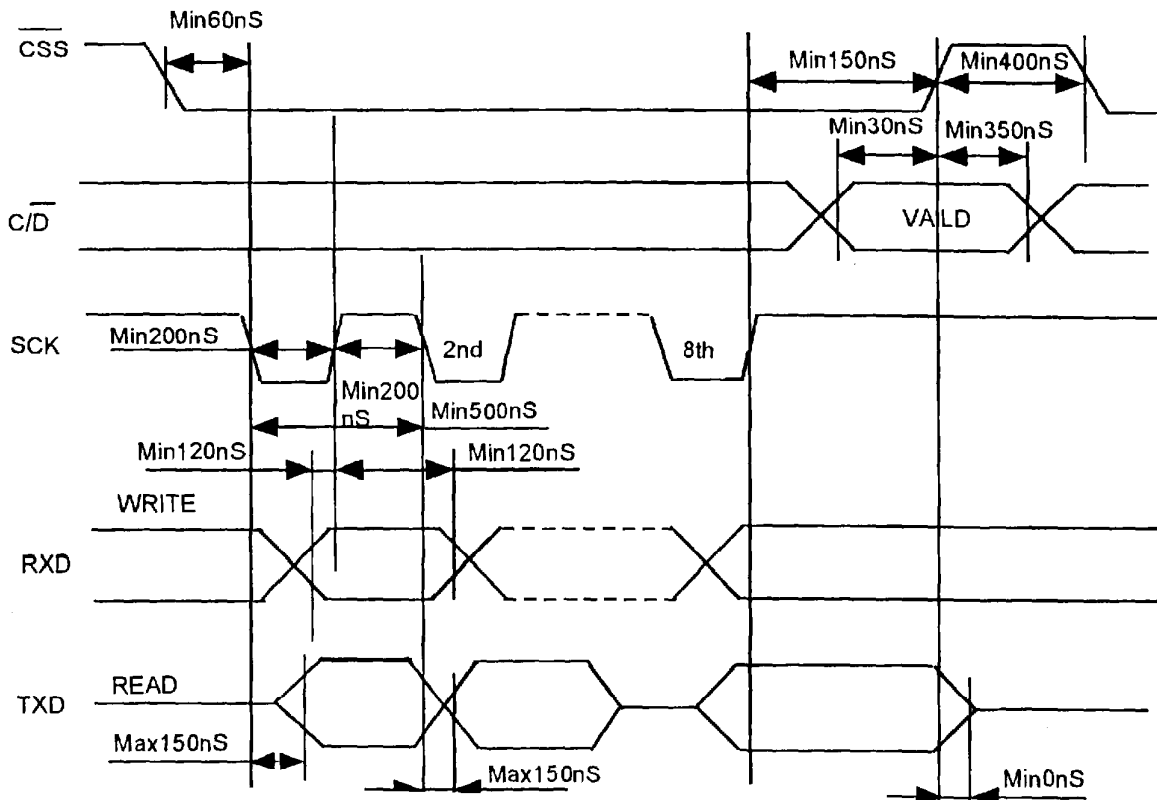 Min60nS
CSS
Min150nS
Min400nS
Min30nS
Min350nS
C/D
VAILD
SCK
Min200nS
2nd
8th
Min200
nS
Min500nS
Min120nS
Min120nS
WRITE
RXD
READ
TXD
Max150nS
Max150nS
Min0nS